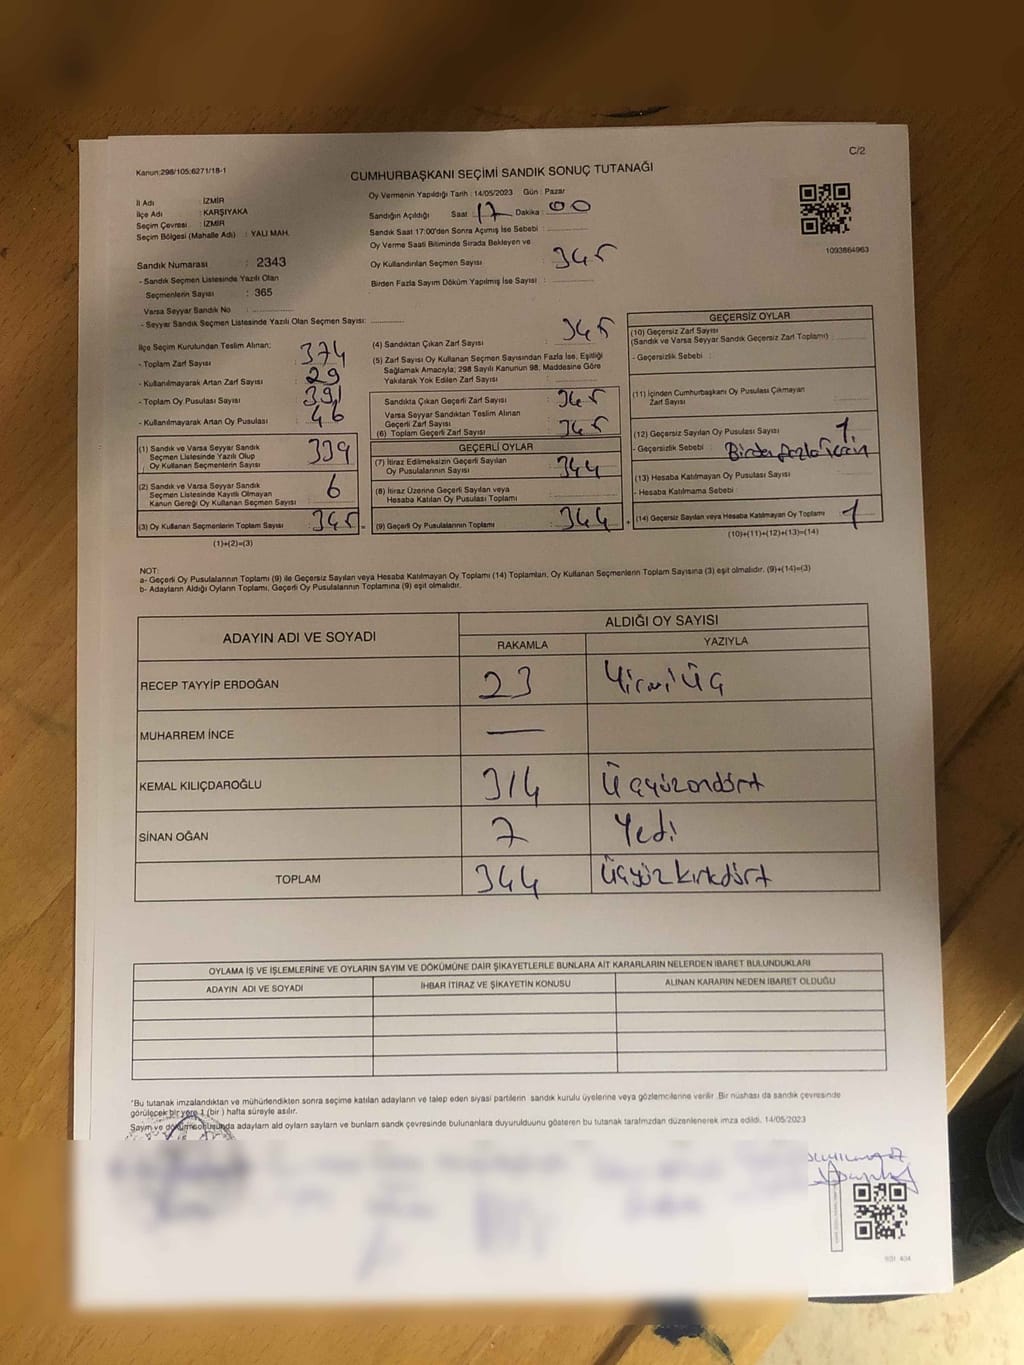 C/2
Kanun:298/105:6271/18-1
CUMHURBAŞKANI SEÇİMİ SANDIK SONUÇ TUTANAĞI
İl Adı : İZMİR
İlçe Adı : KARŞIYAKA
Seçim Çevresi : İZMİR
Seçim Bölgesi (Mahalle Adı) : YALI MAH.
Oy Vermenin Yapıldığı Tarih : 14/05/2023 Gün : Pazar
Sandığın Açıldığı Saat : 17 Dakika : 00
Sandık Saat 17:00'den Sonra Açımış İse Sebebi :
Oy Verme Saati Bitiminde Sırada Bekleyen ve
Oy Kullandırılan Seçmen Sayısı : 345
Birden Fazla Sayım Döküm Yapılmış İse Sayısı :
1093864963
Sandık Numarası : 2343
- Sandık Seçmen Listesinde Yazılı Olan
Seçmenlerin Sayısı : 365
Varsa Seyyar Sandık No :
- Seyyar Sandık Seçmen Listesinde Yazılı Olan Seçmen Sayısı:
İlçe Seçim Kurulundan Teslim Alınan:
- Toplam Zarf Sayısı : 374
- Kullanılmayarak Artan Zarf Sayısı : 29
- Toplam Oy Pusulası Sayısı : 391
- Kullanılmayarak Artan Oy Pusulası : 46
(1) Sandık ve Varsa Seyyar Sandık
Seçmen Listesinde Yazılı Olup
Oy Kullanan Seçmenlerin Sayısı : 339
(2) Sandık ve Varsa Seyyar Sandık
Seçmen Listesinde Kayıtlı Olmayan
Kanun Gereği Oy Kullanan Seçmen Sayısı : 6
(3) Oy Kullanan Seçmenlerin Toplam Sayısı : 345
(1)+(2)=(3)
(4) Sandıktan Çıkan Zarf Sayısı : 345
(5) Zarf Sayısı Oy Kullanan Seçmen Sayısından Fazla İse, Eşitliği
Sağlamak Amacıyla; 298 Sayılı Kanunun 98. Maddesine Göre
Yakılarak Yok Edilen Zarf Sayısı :
Sandıkta Çıkan Geçerli Zarf Sayısı : 345
Varsa Seyyar Sandıktan Teslim Alınan
Geçerli Zarf Sayısı :
(6) Toplam Geçerli Zarf Sayısı : 345
GEÇERLİ OYLAR
(7) İtiraz Edilmeksizin Geçerli Sayılan
Oy Pusulalarının Sayısı : 344
(8) İtiraz Üzerine Geçerli Sayılan veya
Hesaba Katılan Oy Pusulası Toplamı :
(9) Geçerli Oy Pusulalarının Toplamı : 344
GEÇERSİZ OYLAR
(10) Geçersiz Zarf Sayısı
(Sandık ve Varsa Seyyar Sandık Geçersiz Zarf Toplamı) :
- Geçersizlik Sebebi :
(11) İçinden Cumhurbaşkanı Oy Pusulası Çıkmayan
Zarf Sayısı :
(12) Geçersiz Sayılan Oy Pusulası Sayısı : 1
- Geçersizlik Sebebi : Birden fazla
(13) Hesaba Katılmayan Oy Pusulası Sayısı :
- Hesaba Katılmama Sebebi :
(14) Geçersiz Sayılan veya Hesaba Katılmayan Oy Toplamı : 1
(10)+(11)+(12)+(13)=(14)
NOT:
a- Geçerli Oy Pusulalarının Toplamı (9) ile Geçersiz Sayılan veya Hesaba Katılmayan Oy Toplamı (14) Toplamları, Oy Kullanan Seçmenlerin Toplam Sayısına (3) eşit olmalıdır. (9)+(14)=(3)
b- Adayların Aldığı Oyların Toplamı, Geçerli Oy Pusulalarının Toplamına (9) eşit olmalıdır.
ADAYIN ADI VE SOYADI
ALDIĞI OY SAYISI
RAKAMLA YAZIYLA
RECEP TAYYİP ERDOĞAN 23 Yirmi üç
MUHARREM İNCE —
KEMAL KILIÇDAROĞLU 314 Üçyüzondört
SİNAN OĞAN 7 Yedi
TOPLAM 344 Üçyüzkırkdört
OYLAMA İŞ VE İŞLEMLERİNE VE OYLARIN SAYIM VE DÖKÜMÜNE DAİR ŞİKAYETLERLE BUNLARA AİT KARARLARIN NELERDEN İBARET BULUNDUKLARI
ADAYIN ADI VE SOYADI İHBAR İTİRAZ VE ŞİKAYETİN KONUSU ALINAN KARARIN NEDEN İBARET OLDUĞU
*Bu tutanak imzalandıktan ve mühürlendikten sonra seçime katılan adayların ve talep eden siyasi partilerin sandık kurulu üyelerine veya gözlemcilerine verilir .Bir nüshası da sandık çevresinde
görülecek bir yere 1 (bir ) hafta süreyle asılır.
Sayım ve dökümsonusunda adayların ald oyların sayların ve bunların sandk çevresinde bulunanlara duyurulduunu gösteren bu tutanak tarafımzdan düzenlenerek imza edildi. 14/05/2023